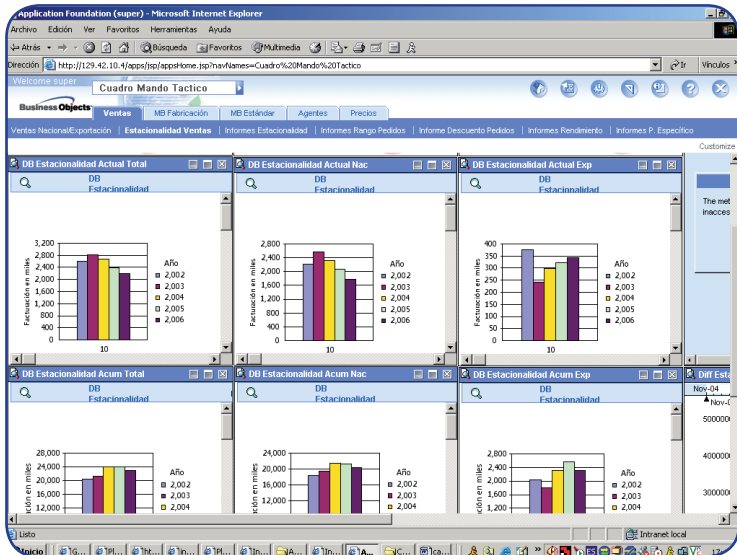 Application Foundation (super) - Microsoft Internet Explorer
Archivo Edición Ver Favoritos Herramientas Ayuda
Atrás Búsqueda Favoritos Multimedia
Dirección http://129.42.10.4/apps/jsp/appsHome.jsp?navNames=Cuadro%20Mando%20Tactico Ir Vínculos »
Welcome super
Cuadro Mando Tactico
Business Objects
Ventas MB Fabricación MB Estándar Agentes Precios
Ventas Nacional/Exportación | Estacionalidad Ventas | Informes Estacionalidad | Informes Rango Pedidos | Informe Descuento Pedidos | Informes Rendimiento | Informes P. Específico
Customize
DB Estacionalidad Actual Total
DB
Estacionalidad
3,200
2,800
2,400
2,000
1,600
1,200
800
400
0
Facturación en miles
10
Año
2,002
2,003
2,004
2,005
2,006
DB Estacionalidad Actual Nac
DB
Estacionalidad
2,800
2,400
2,000
1,600
1,200
800
400
0
Facturación en miles
10
Año
2,002
2,003
2,004
2,005
2,006
DB Estacionalidad Actual Exp
DB
Estacionalidad
400
350
300
250
200
150
100
50
0
Facturación en miles
10
Año
2,002
2,003
2,004
2,005
2,006
The met
inacces
DB Estacionalidad Acum Total
DB
Estacionalidad
28,000
24,000
20,000
16,000
12,000
ción en miles
Año
2,002
2,003
2,004
DB Estacionalidad Acum Nac
DB
Estacionalidad
24,000
20,000
16,000
12,000
ción en miles
Año
2,002
2,003
2,004
DB Estacionalidad Acum Exp
DB
Estacionalidad
2,800
2,400
2,000
1,600
1,200
ción en miles
Año
2,002
2,003
2,004
Diff Esta
Nov-04
Nov-0
5000000
4000000
3000000
Listo Intranet local
Inicio